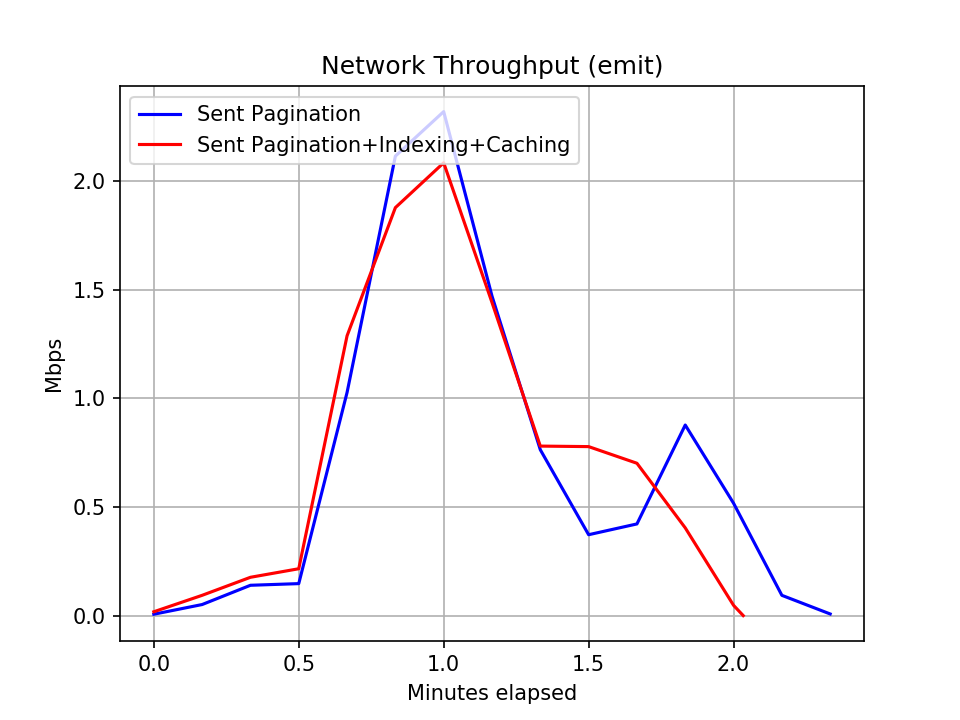 Network Throughput (emit)
Sent Pagination
Sent Pagination+Indexing+Caching
Mbps
2.0
1.5
1.0
0.5
0.0
0.0 0.5 1.0 1.5 2.0
Minutes elapsed